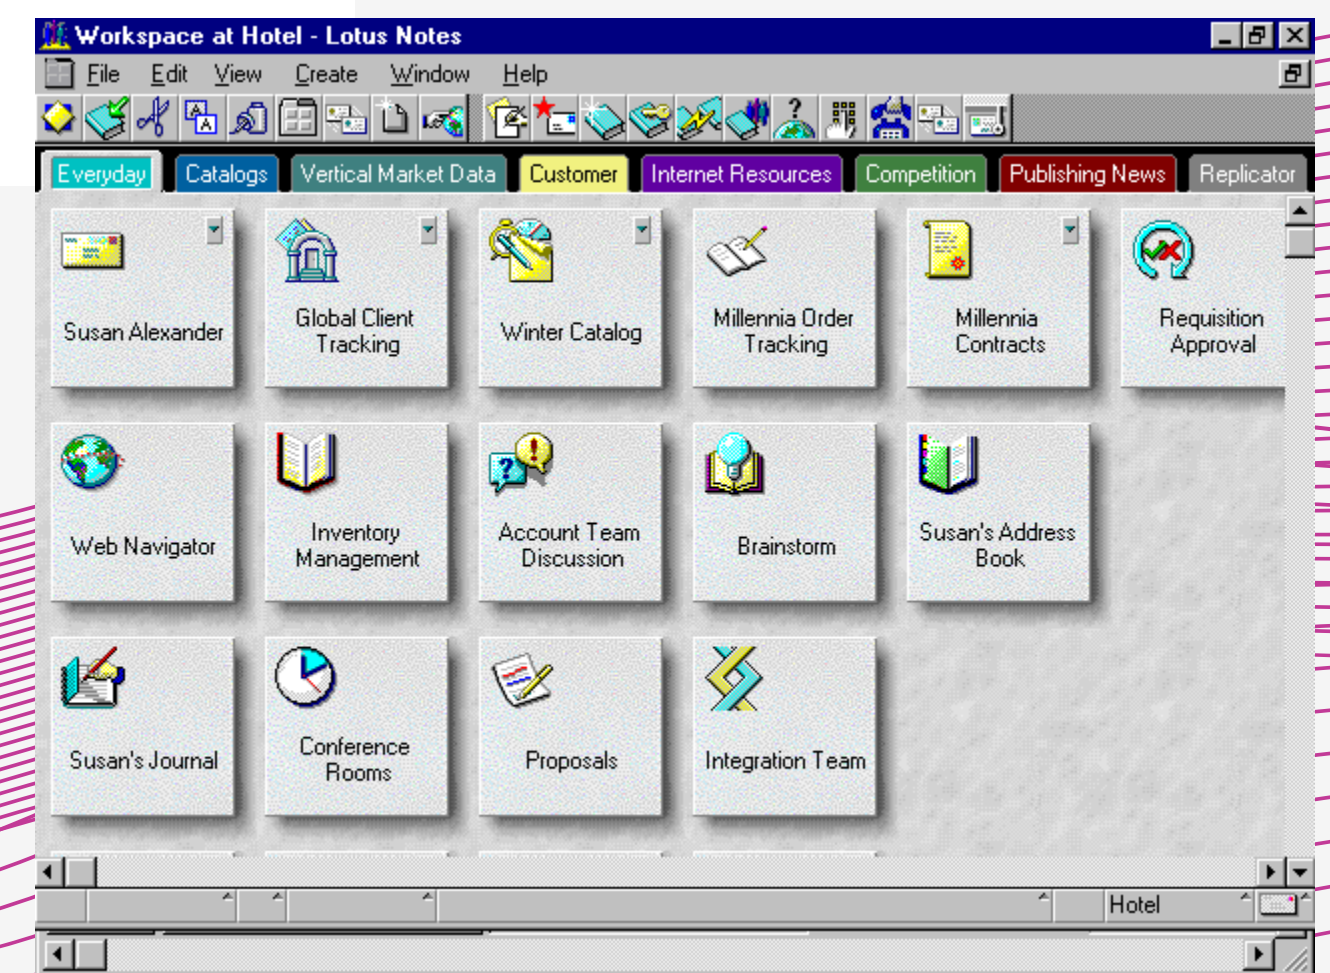 Workspace at Hotel - Lotus Notes
File Edit View Create Window Help
Everyday Catalogs Vertical Market Data Customer Internet Resources Competition Publishing News Replicator
Susan Alexander
Global Client
Tracking
Winter Catalog
Millennia Order
Tracking
Millennia
Contracts
Requisition
Approval
Web Navigator
Inventory
Management
Account Team
Discussion
Brainstorm
Susan's Address
Book
Susan's Journal
Conference
Rooms
Proposals
Integration Team
Hotel